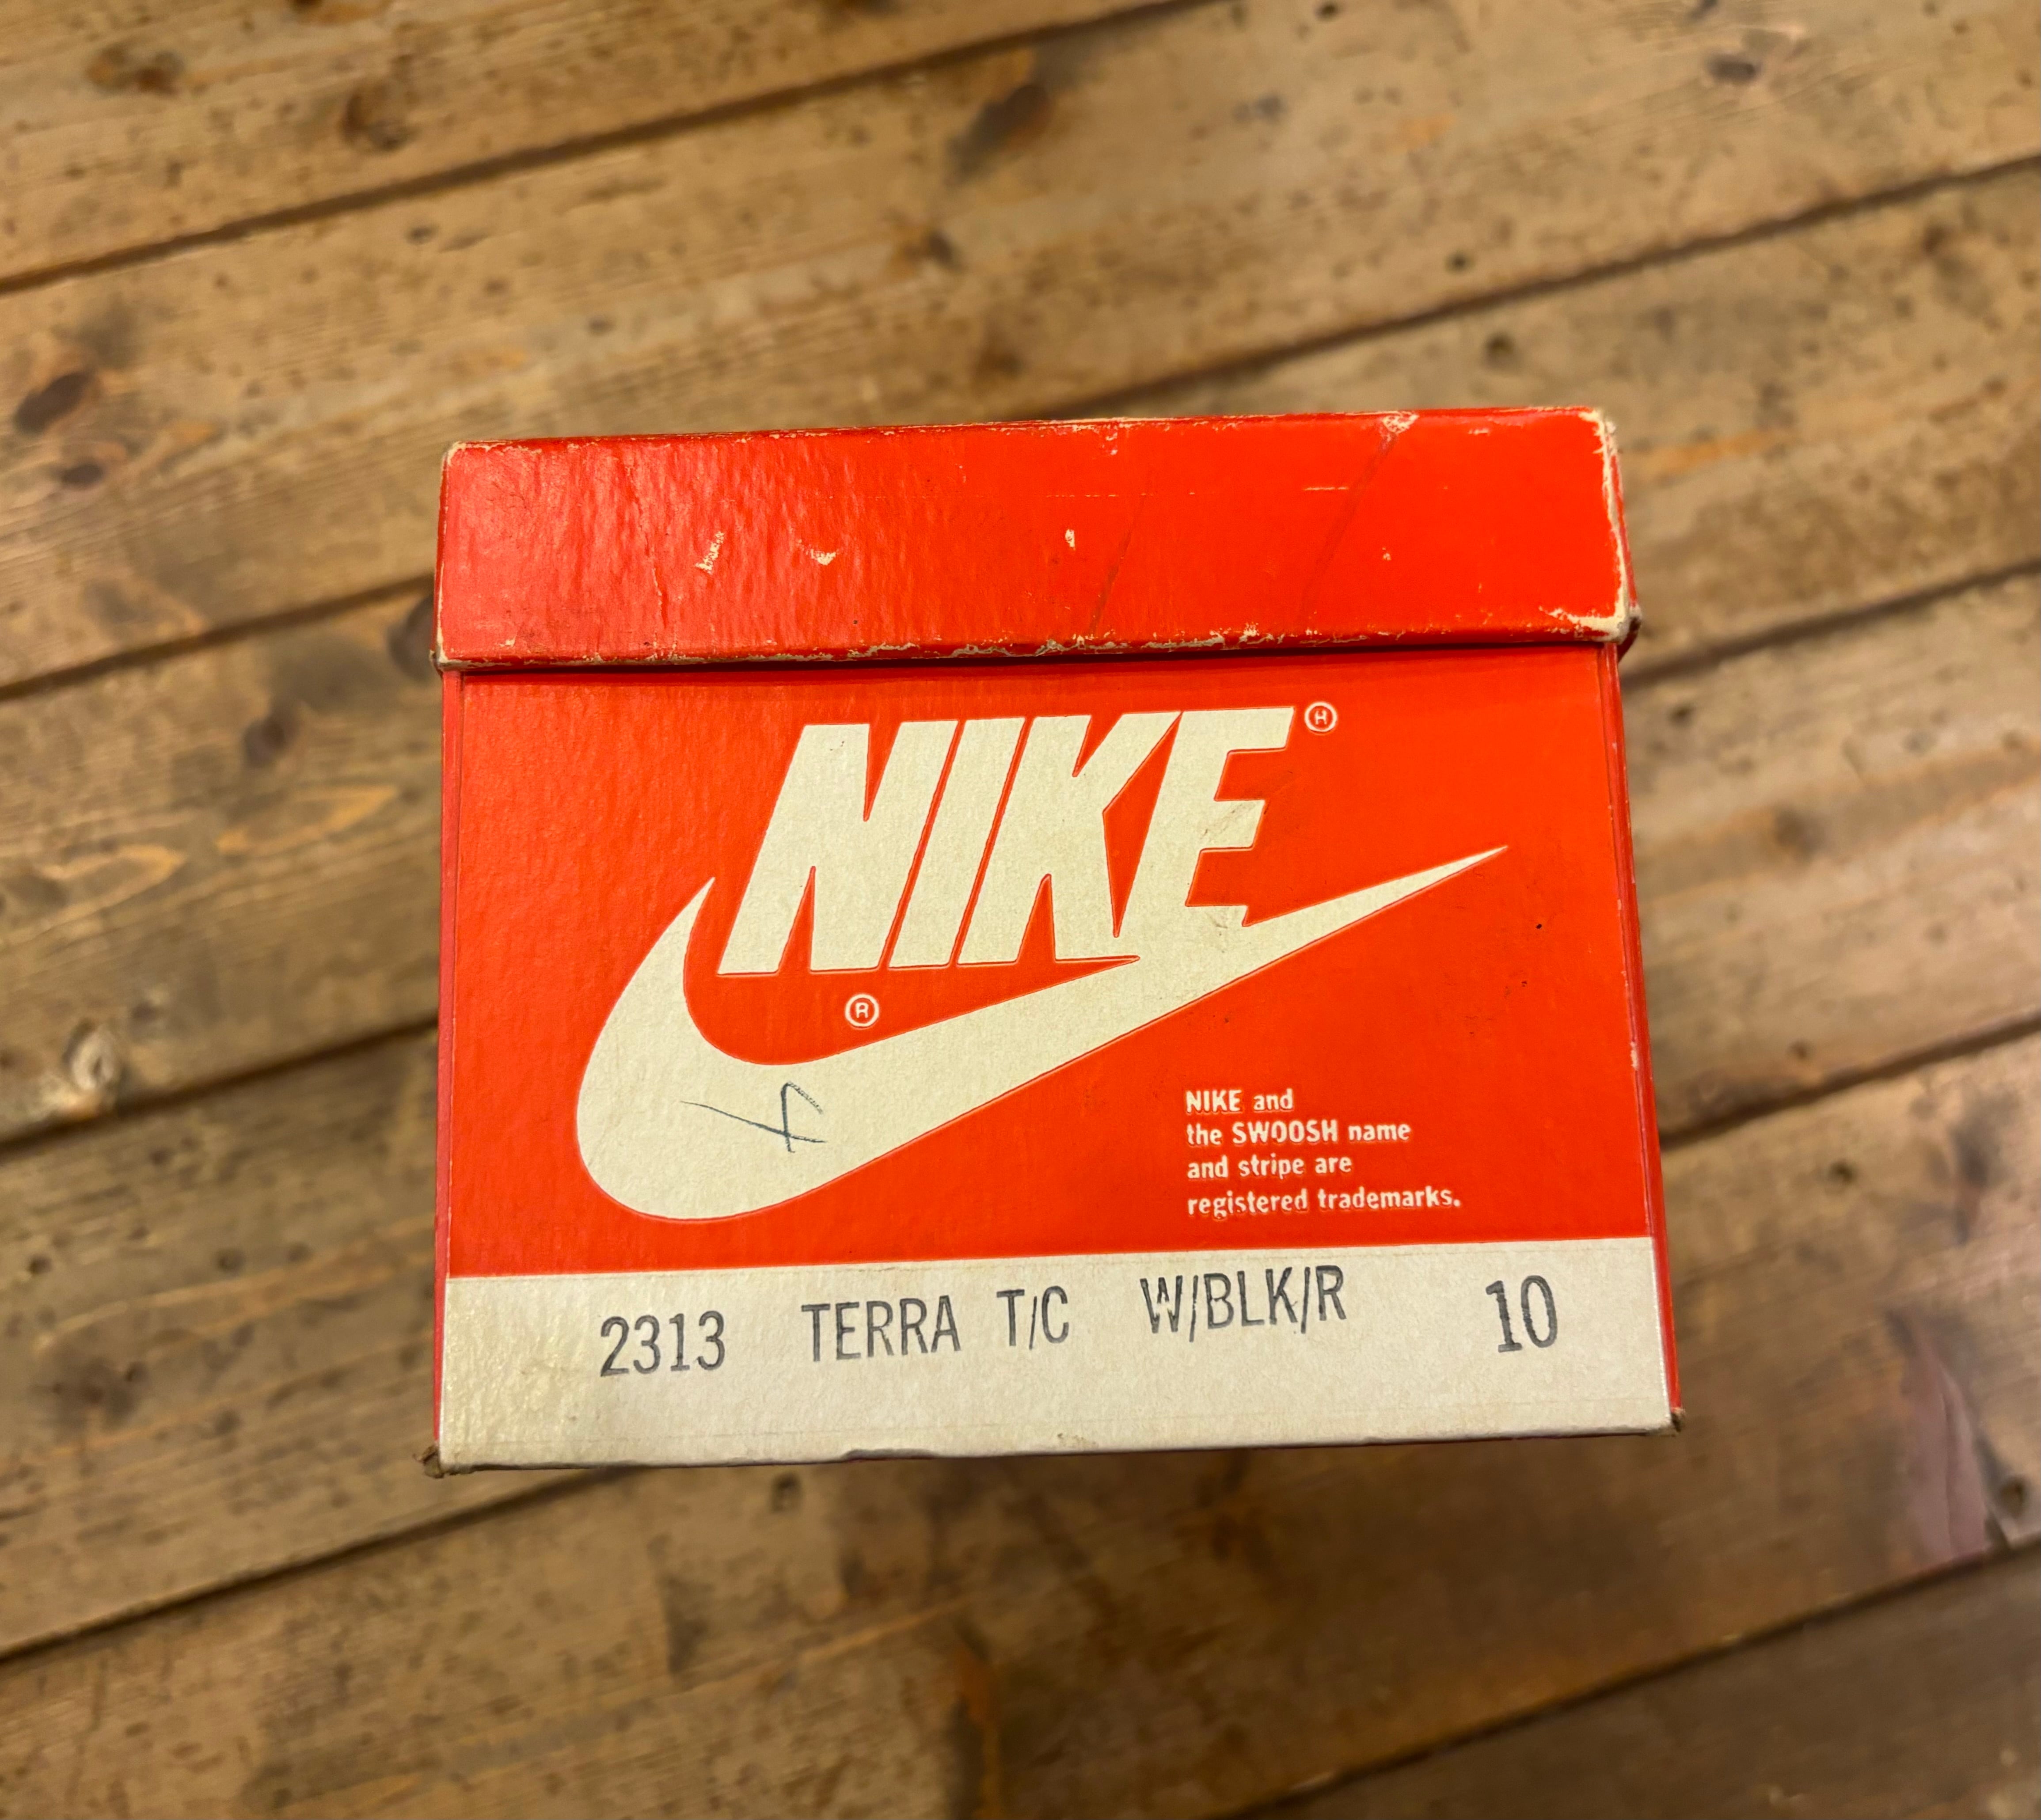 NIKE®
®
NIKE and
the SWOOSH name
and stripe are
registered trademarks.
2313 TERRA T/C W/BLK/R 10